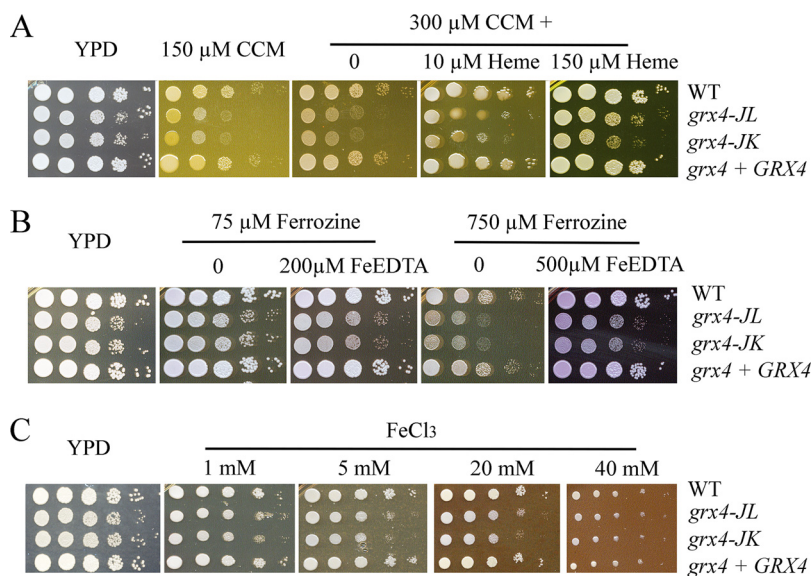 A
300 µM CCM +
YPD 150 µM CCM 0 10 µM Heme 150 µM Heme
WT
grx4-JL
grx4-JK
grx4 + GRX4
B
75 µM Ferrozine 750 µM Ferrozine
YPD 0 200µM FeEDTA 0 500µM FeEDTA
WT
grx4-JL
grx4-JK
grx4 + GRX4
C
FeCl3
YPD 1 mM 5 mM 20 mM 40 mM
WT
grx4-JL
grx4-JK
grx4 + GRX4